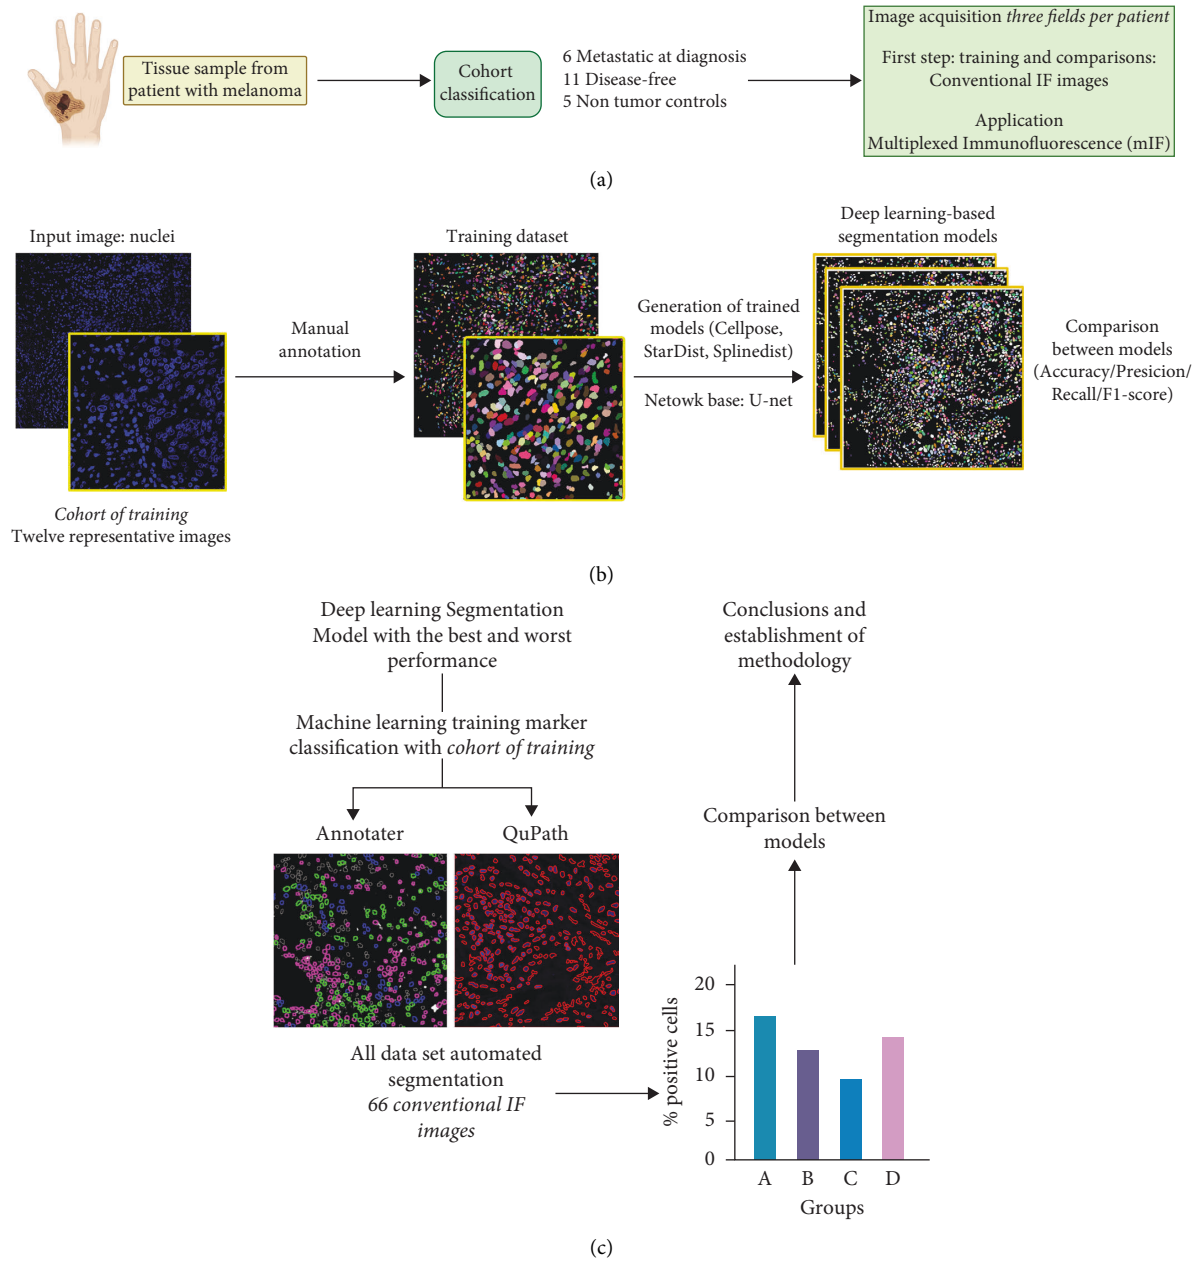 Tissue sample from
patient with melanoma
Cohort
classification
6 Metastatic at diagnosis
11 Disease-free
5 Non tumor controls
Image acquisition three fields per patient
First step: training and comparisons:
Conventional IF images
Application
Multiplexed Immunofluorescence (mIF)
(a)
Input image: nuclei
Cohort of training
Twelve representative images
Manual
annotation
Training dataset
Generation of trained
models (Cellpose,
StarDist, Splinedist)
Netowk base: U-net
Deep learning-based
segmentation models
Comparison
between models
(Accuracy/Presicion/
Recall/F1-score)
(b)
Deep learning Segmentation
Model with the best and worst
performance
Machine learning training marker
classification with cohort of training
Annotater
QuPath
All data set automated
segmentation
66 conventional IF
images
Conclusions and
establishment of
methodology
Comparison between
models
% positive cells
20
15
10
5
0
A B C D
Groups
(c)